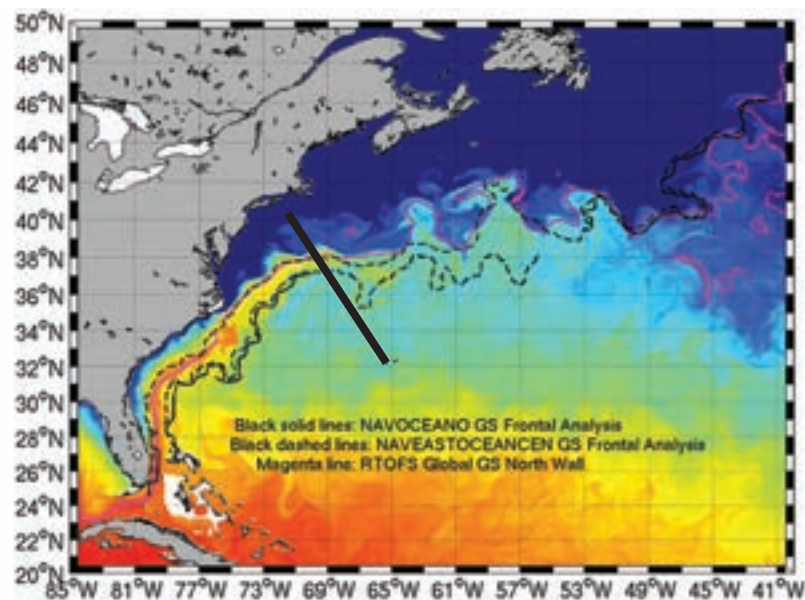 50°N
48°N
46°N
44°N
42°N
40°N
38°N
36°N
34°N
32°N
30°N
28°N
26°N
24°N
22°N
20°N
Black solid lines: NAVOCEANO GS Frontal Analysis
Black dashed lines: NAVEASTOCEANCEN GS Frontal Analysis
Magenta line: RTOFS Global GS North Wall
85°W 81°W 77°W 73°W 69°W 65°W 61°W 57°W 53°W 49°W 45°W 41°W